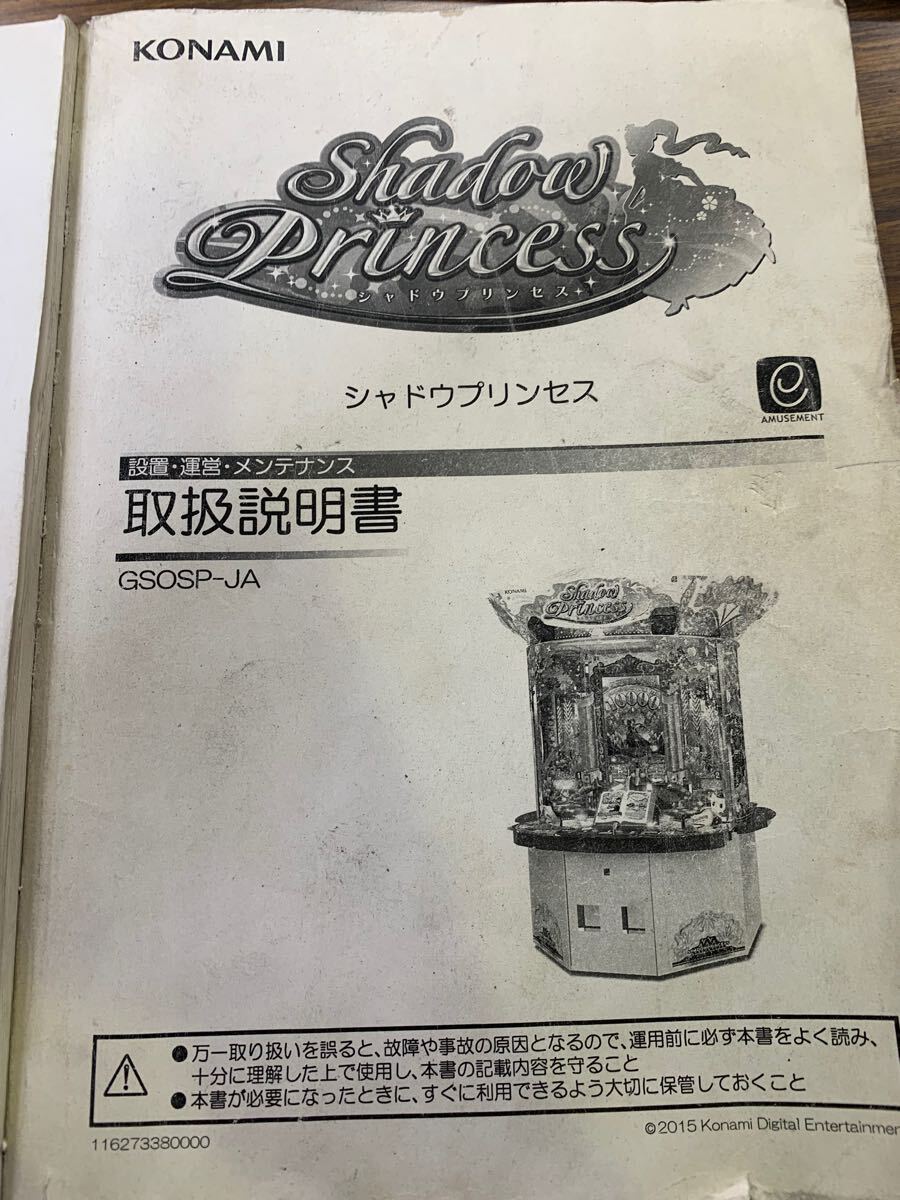 KONAMI
Shadow
Princess
シャドウプリンセス
シャドウプリンセス
e
AMUSEMENT
設置・運営・メンテナンス
取扱説明書
GSOSP-JA
KONAMI
Shadow
Princess
●万一取り扱いを誤ると、故障や事故の原因となるので、運用前に必ず本書をよく読み、
十分に理解した上で使用し、本書の記載内容を守ること
●本書が必要になったときに、すぐに利用できるよう大切に保管しておくこと
116273380000
©2015 Konami Digital Entertainmen